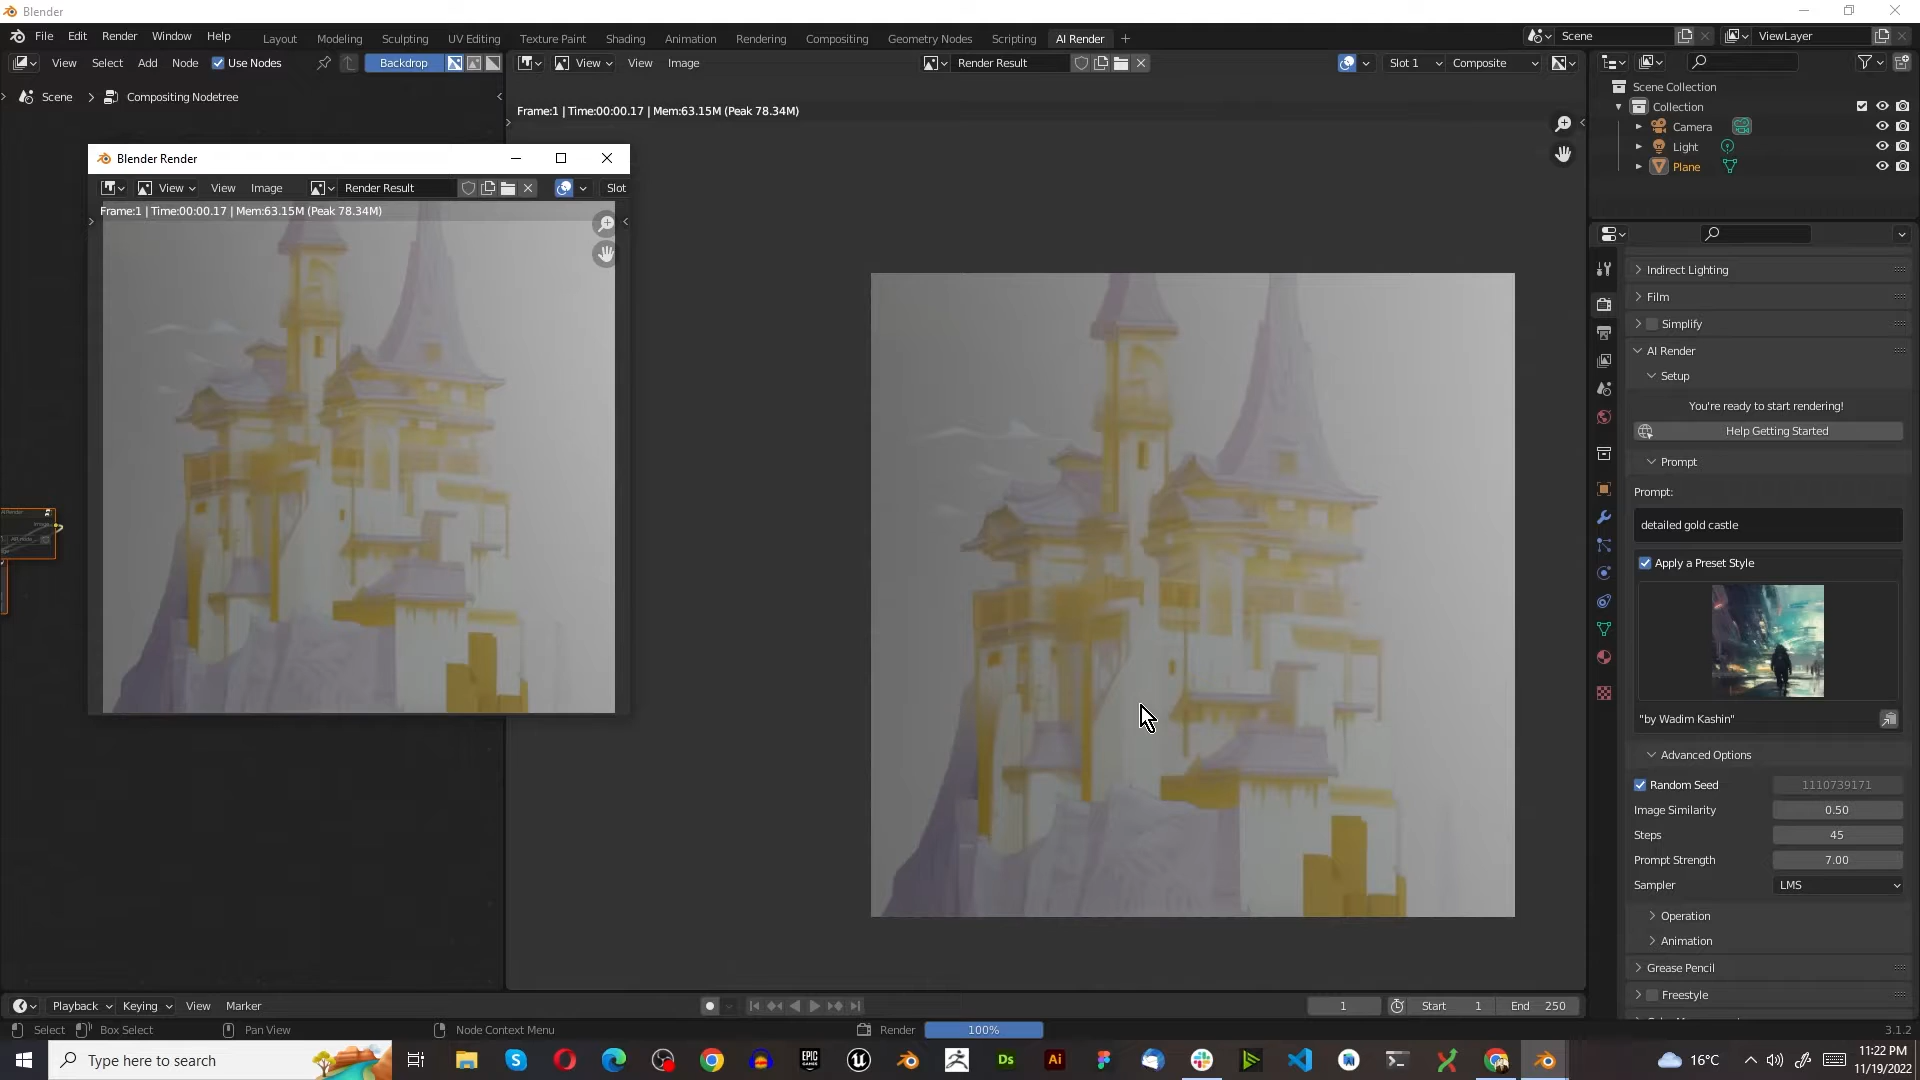 Blender
File Edit Render Window Help
Layout Modeling Sculpting UV Editing Texture Paint Shading Animation Rendering Compositing Geometry Nodes Scripting AI Render
Scene ViewLayer
View Select Add Node Use Nodes Backdrop
View View Image Render Result Slot 1 Composite
Scene Compositing Nodetree
Frame:1 | Time:00:00.17 | Mem:63.15M (Peak 78.34M)
Blender Render
View View Image Render Result Slot
Frame:1 | Time:00:00.17 | Mem:63.15M (Peak 78.34M)
Scene Collection
Collection
Camera
Light
Plane
Indirect Lighting
Film
Simplify
AI Render
Setup
You're ready to start rendering!
Help Getting Started
Prompt
Prompt:
detailed gold castle
Apply a Preset Style
"by Wadim Kashin"
Advanced Options
Random Seed 1110739171
Image Similarity 0.50
Steps 45
Prompt Strength 7.00
Sampler LMS
Operation
Animation
Grease Pencil
Freestyle
Playback Keying View Marker
1 Start 1 End 250
Select Box Select Pan View Node Context Menu Render 100% 3.1.2
Type here to search
Ds Ai
16°C
11:22 PM
11/19/2022